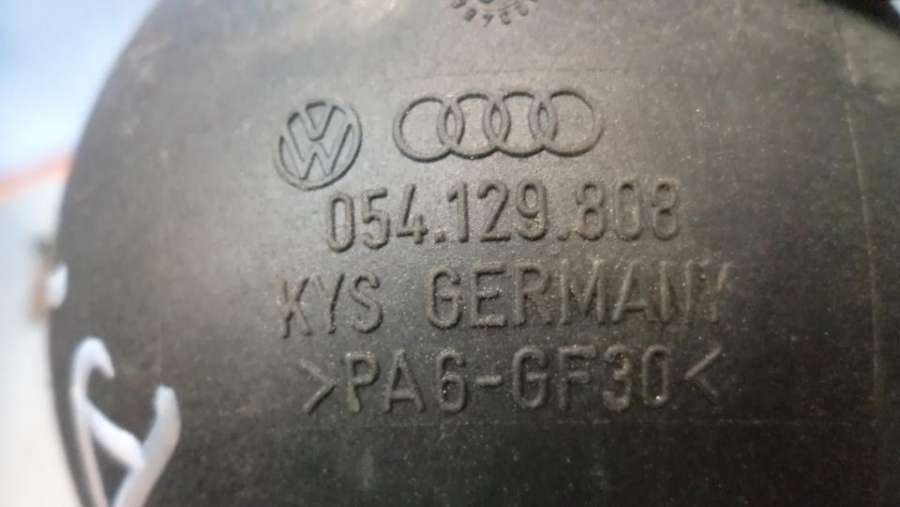 054.129.808
KYS GERMANY
>PA6-GF30<